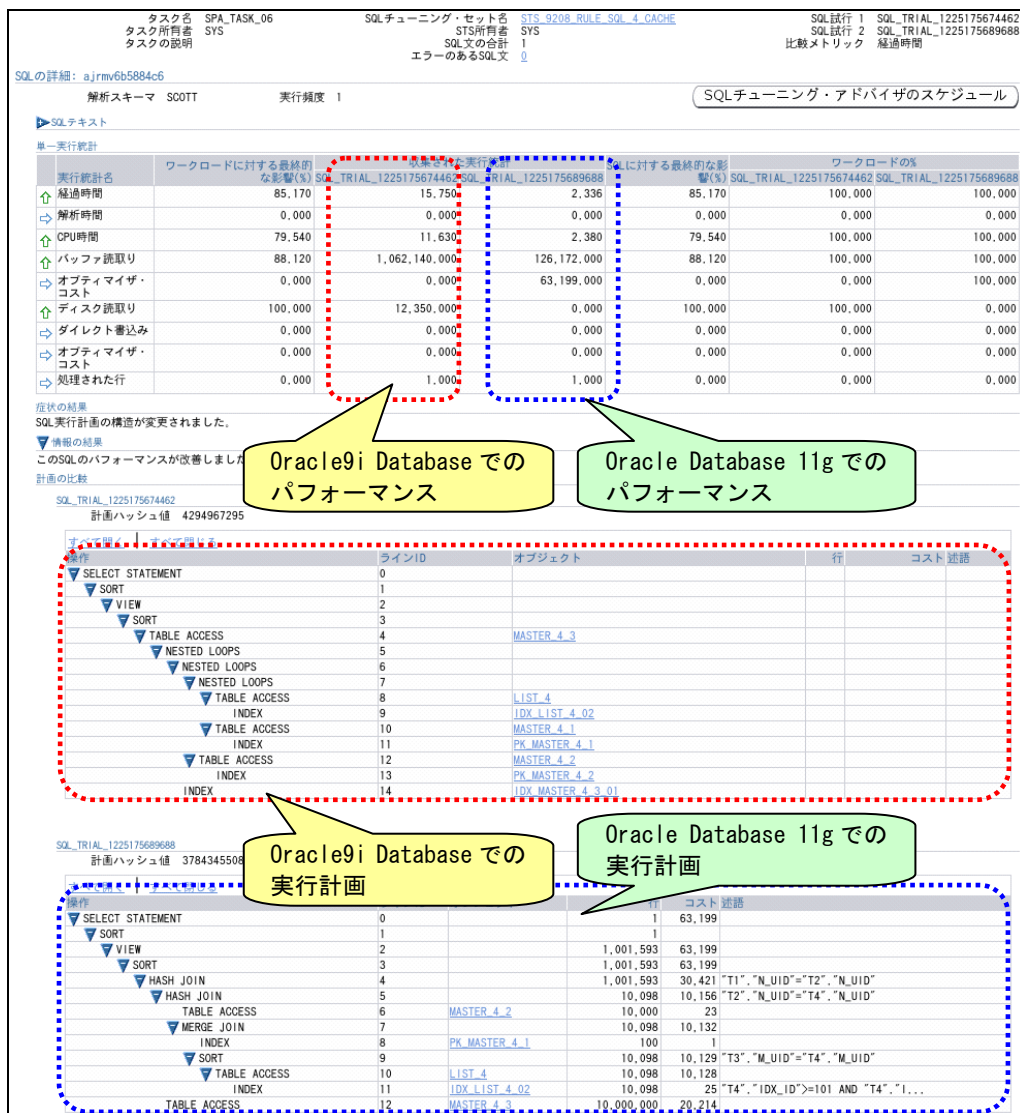 タスク名 SPA_TASK_06 SQLチューニング・セット名 STS_9208_RULE_SQL_4_CACHE SQL試行 1 SQL_TRIAL_1225175674462
タスク所有者 SYS STS所有者 SYS SQL試行 2 SQL_TRIAL_1225175689688
タスクの説明 SQL文の合計 1 比較メトリック 経過時間
エラーのあるSQL文 0
SQLの詳細: ajrmv6b5884c6
解析スキーマ SCOTT 実行頻度 1 SQLチューニング・アドバイザのスケジュール
SQLテキスト
単一実行統計
ワークロードに対する最終的な影響(%) 収集された実行統計 SQLに対する最終的な影響(%) ワークロードの%
実行統計名 SQL_TRIAL_1225175674462 SQL_TRIAL_1225175689688 SQL_TRIAL_1225175674462 SQL_TRIAL_1225175689688
経過時間 85,170 15,750 2,336 85,170 100,000 100,000
解析時間 0,000 0,000 0,000 0,000 0,000 0,000
CPU時間 79,540 11,630 2,380 79,540 100,000 100,000
バッファ読取り 88,120 1,062,140,000 126,172,000 88,120 100,000 100,000
オプティマイザ・コスト 0,000 0,000 63,199,000 0,000 0,000 100,000
ディスク読取り 100,000 12,350,000 0,000 100,000 100,000 0,000
ダイレクト書込み 0,000 0,000 0,000 0,000 0,000 0,000
オプティマイザ・コスト 0,000 0,000 0,000 0,000 0,000 0,000
処理された行 0,000 1,000 1,000 0,000 0,000 0,000
症状の結果
SQL実行計画の構造が変更されました。
情報の結果
このSQLのパフォーマンスが改善しました
Oracle9i Database での
パフォーマンス
Oracle Database 11g での
パフォーマンス
計画の比較
SQL_TRIAL_1225175674462
計画ハッシュ値 4294967295
すべて開く | すべて閉じる
操作 ラインID オブジェクト 行 コスト 述語
SELECT STATEMENT 0
SORT 1
VIEW 2
SORT 3
TABLE ACCESS 4 MASTER_4_3
NESTED LOOPS 5
NESTED LOOPS 6
NESTED LOOPS 7
TABLE ACCESS 8 LIST_4
INDEX 9 IDX_LIST_4_02
TABLE ACCESS 10 MASTER_4_1
INDEX 11 PK_MASTER_4_1
TABLE ACCESS 12 MASTER_4_2
INDEX 13 PK_MASTER_4_2
INDEX 14 IDX_MASTER_4_3_01
Oracle9i Database での
実行計画
Oracle Database 11g での
実行計画
SQL_TRIAL_1225175689688
計画ハッシュ値 3784345508
すべて開く | すべて閉じる
操作 行 コスト 述語
SELECT STATEMENT 0 1 63,199
SORT 1 1
VIEW 2 1,001,593 63,199
SORT 3 1,001,593 63,199
HASH JOIN 4 1,001,593 30,421 "T1"."N_UID"="T2"."N_UID"
HASH JOIN 5 10,098 10,156 "T2"."N_UID"="T4"."N_UID"
TABLE ACCESS 6 MASTER_4_2 10,000 23
MERGE JOIN 7 10,098 10,132
INDEX 8 PK_MASTER_4_1 100 1
SORT 9 10,098 10,129 "T3"."M_UID"="T4"."M_UID"
TABLE ACCESS 10 LIST_4 10,098 10,128
INDEX 11 IDX_LIST_4_02 10,098 25 "T4"."IDX_ID">=101 AND "T4"."I...
TABLE ACCESS 12 MASTER_4_3 10,000,000 20,214